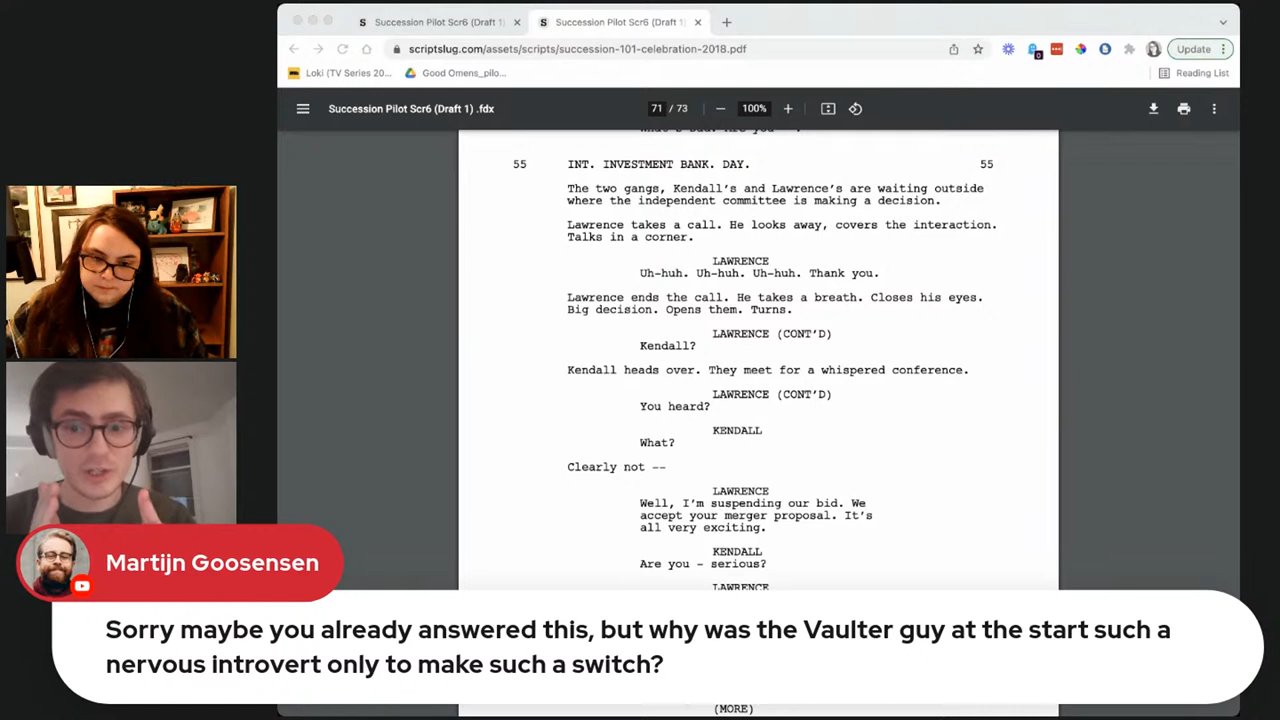 Succession Pilot Scr6 (Draft 1)
Succession Pilot Scr6 (Draft 1)
scriptslug.com/assets/scripts/succession-101-celebration-2018.pdf
Update
Loki (TV Series 20...
Good Omens_pilo...
Reading List
Succession Pilot Scr6 (Draft 1) .fdx
71 / 73
100%
55 INT. INVESTMENT BANK. DAY. 55
The two gangs, Kendall's and Lawrence's are waiting outside
where the independent committee is making a decision.
Lawrence takes a call. He looks away, covers the interaction.
Talks in a corner.
LAWRENCE
Uh-huh. Uh-huh. Uh-huh. Thank you.
Lawrence ends the call. He takes a breath. Closes his eyes.
Big decision. Opens them. Turns.
LAWRENCE (CONT'D)
Kendall?
Kendall heads over. They meet for a whispered conference.
LAWRENCE (CONT'D)
You heard?
KENDALL
What?
Clearly not --
LAWRENCE
Well, I'm suspending our bid. We
accept your merger proposal. It's
all very exciting.
KENDALL
Are you – serious?
LAWRENCE
Martijn Goosensen
Sorry maybe you already answered this, but why was the Vaulter guy at the start such a
nervous introvert only to make such a switch?
(MORE)